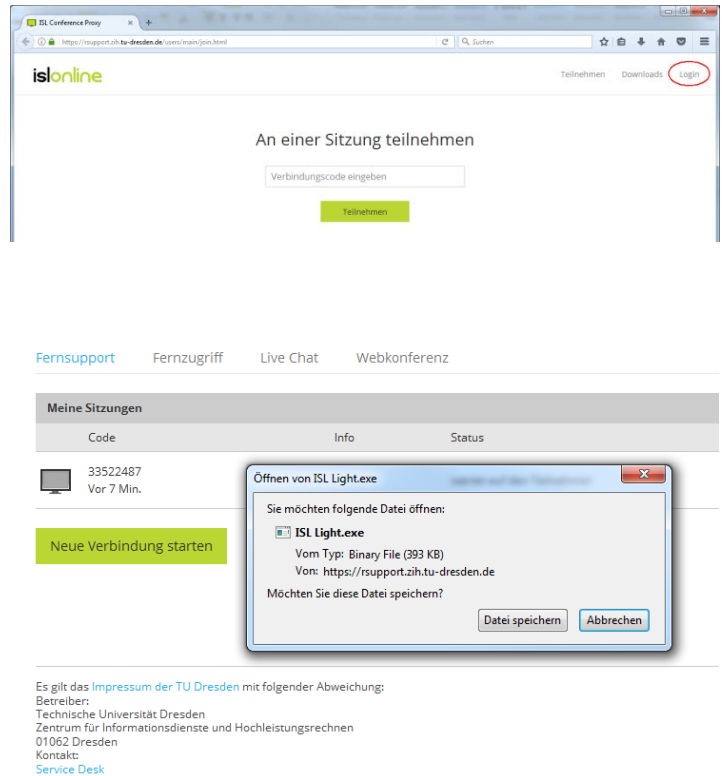 ISL Conference Proxy
https://rsupport.zih.tu-dresden.de/users/main/join.html
Suchen
islonline
Teilnehmen Downloads Login
An einer Sitzung teilnehmen
Verbindungscode eingeben
Teilnehmen
Fernsupport Fernzugriff Live Chat Webkonferenz
Meine Sitzungen
Code Info Status
33522487
Vor 7 Min.
Neue Verbindung starten
Öffnen von ISL Light.exe
Sie möchten folgende Datei öffnen:
ISL Light.exe
Vom Typ: Binary File (393 KB)
Von: https://rsupport.zih.tu-dresden.de
Möchten Sie diese Datei speichern?
Datei speichern Abbrechen
Es gilt das Impressum der TU Dresden mit folgender Abweichung:
Betreiber:
Technische Universität Dresden
Zentrum für Informationsdienste und Hochleistungsrechnen
01062 Dresden
Kontakt:
Service Desk